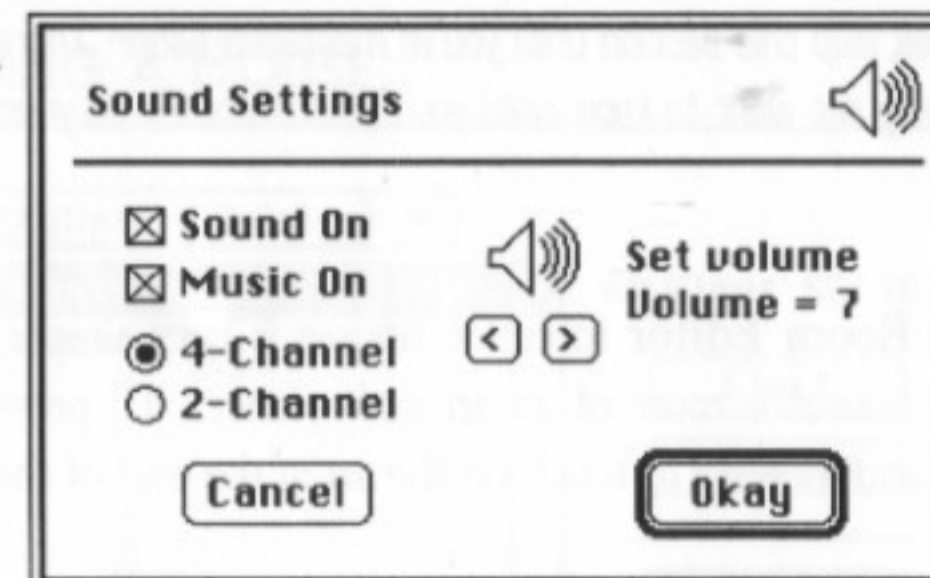 Sound Settings
Sound On
Music On
4-Channel
2-Channel
Set volume
Volume = 7
< >
Cancel
Okay